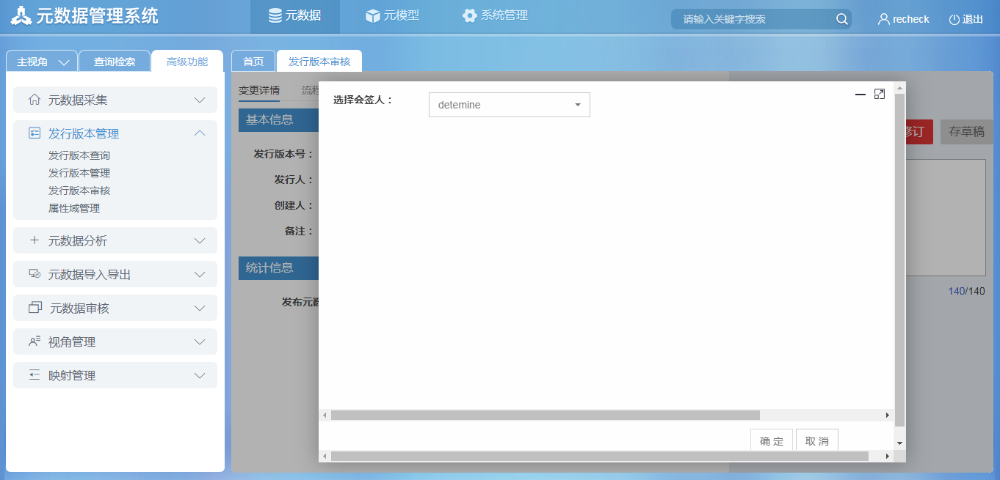 元数据管理系统
元数据
元模型
系统管理
请输入关键字搜索
recheck
退出
主视角
查询检索
高级功能
首页
发行版本审核
元数据采集
发行版本管理
发行版本查询
发行版本管理
发行版本审核
属性域管理
元数据分析
元数据导入导出
元数据审核
视角管理
映射管理
变更详情
流程
基本信息
发行版本号：
发行人：
创建人：
备注：
统计信息
发布元数
选择会签人：
detemine
确 定
取 消
修订
存草稿
140/140